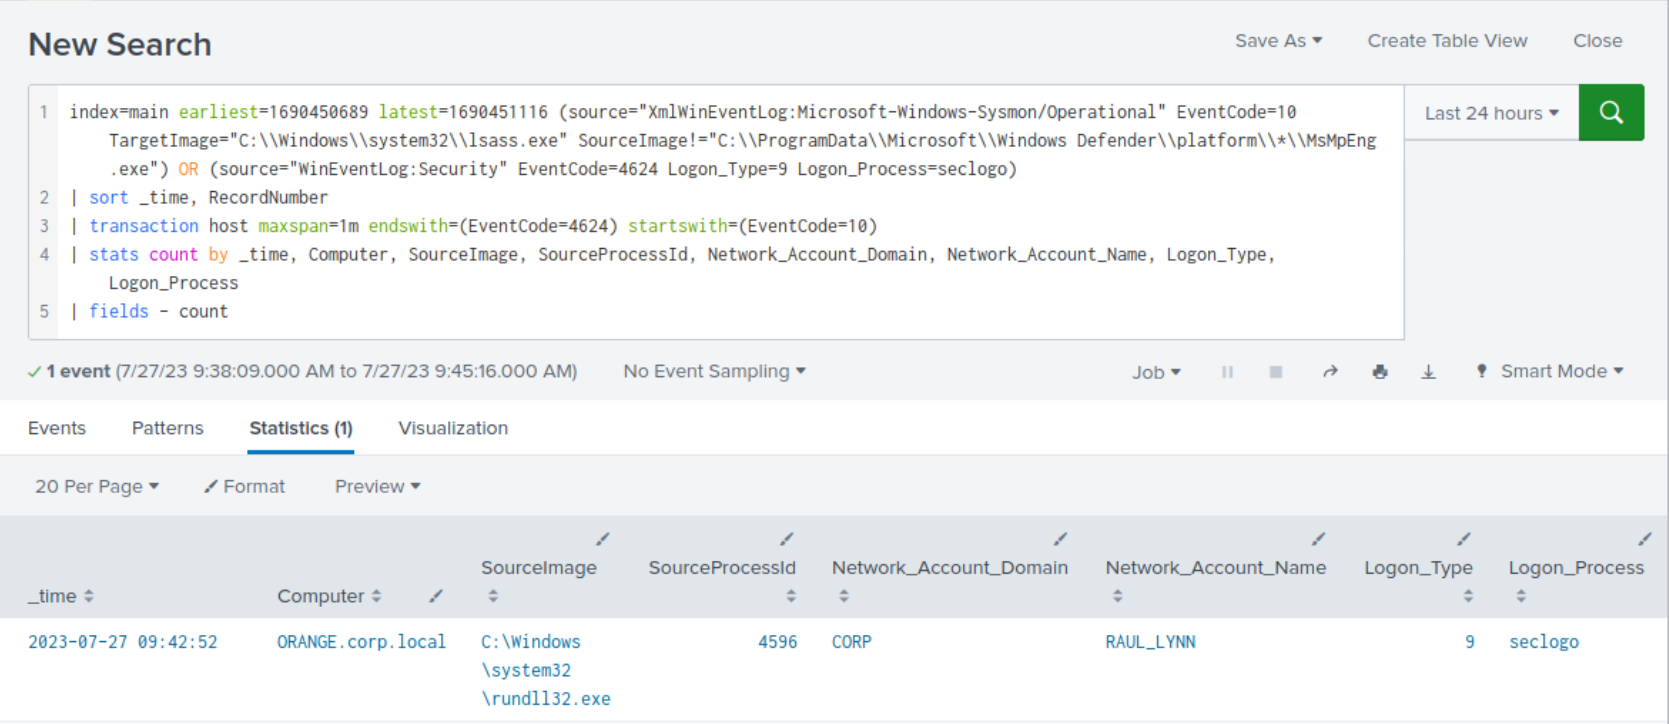 New Search
Save As Create Table View Close
1 index=main earliest=1690450689 latest=1690451116 (source="XmlWinEventLog:Microsoft-Windows-Sysmon/Operational" EventCode=10
TargetImage="C:\\Windows\\system32\\lsass.exe" SourceImage!="C:\\ProgramData\\Microsoft\\Windows Defender\\platform\\*\\MsMpEng
.exe") OR (source="WinEventLog:Security" EventCode=4624 Logon_Type=9 Logon_Process=seclogo)
Last 24 hours
2 | sort _time, RecordNumber
3 | transaction host maxspan=1m endswith=(EventCode=4624) startswith=(EventCode=10)
4 | stats count by _time, Computer, SourceImage, SourceProcessId, Network_Account_Domain, Network_Account_Name, Logon_Type,
Logon_Process
5 | fields - count
1 event (7/27/23 9:38:09.000 AM to 7/27/23 9:45:16.000 AM) No Event Sampling Job Smart Mode
Events Patterns Statistics (1) Visualization
20 Per Page Format Preview
_time Computer SourceImage SourceProcessId Network_Account_Domain Network_Account_Name Logon_Type Logon_Process
2023-07-27 09:42:52 ORANGE.corp.local C:\Windows 4596 CORP RAUL_LYNN 9 seclogo
\system32
\rundll32.exe